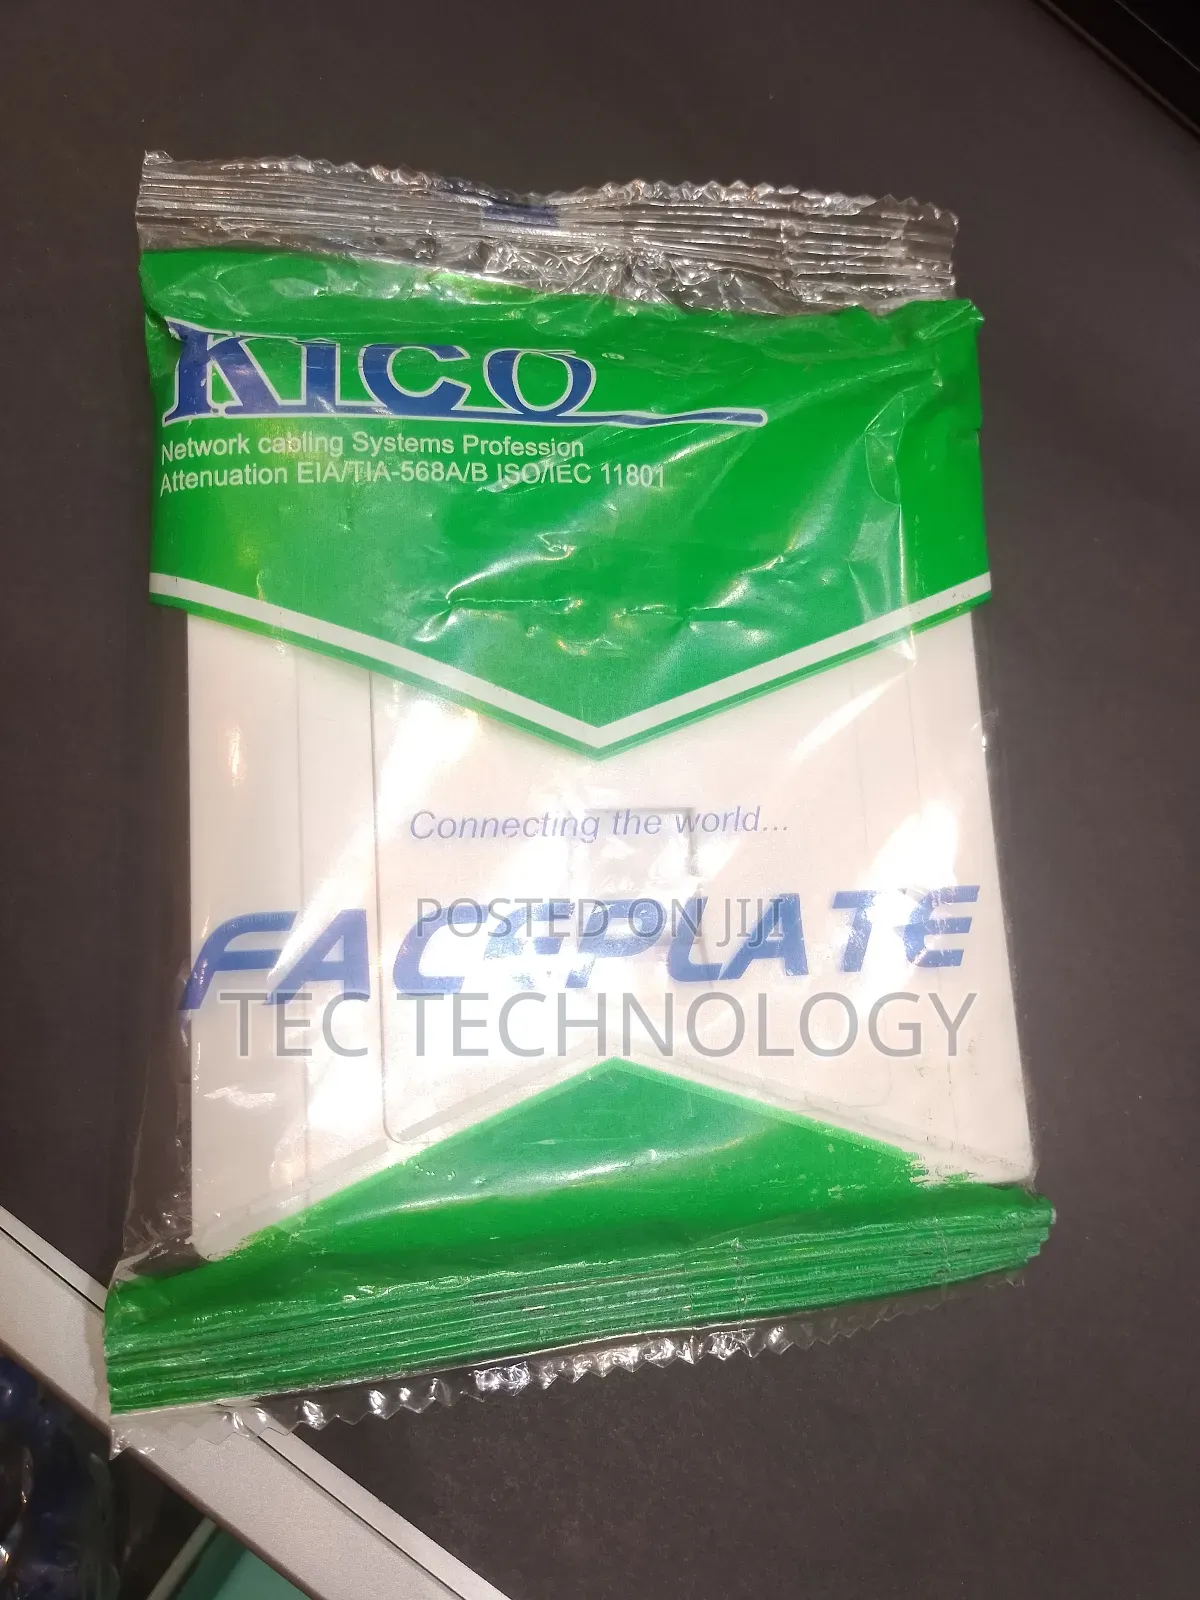 KICO
Network cabling Systems Profession
Attenuation EIA/TIA-568A/B ISO/IEC 11801
Connecting the world...
FACEPLATE
POSTED ON JIJI
TEC TECHNOLOGY